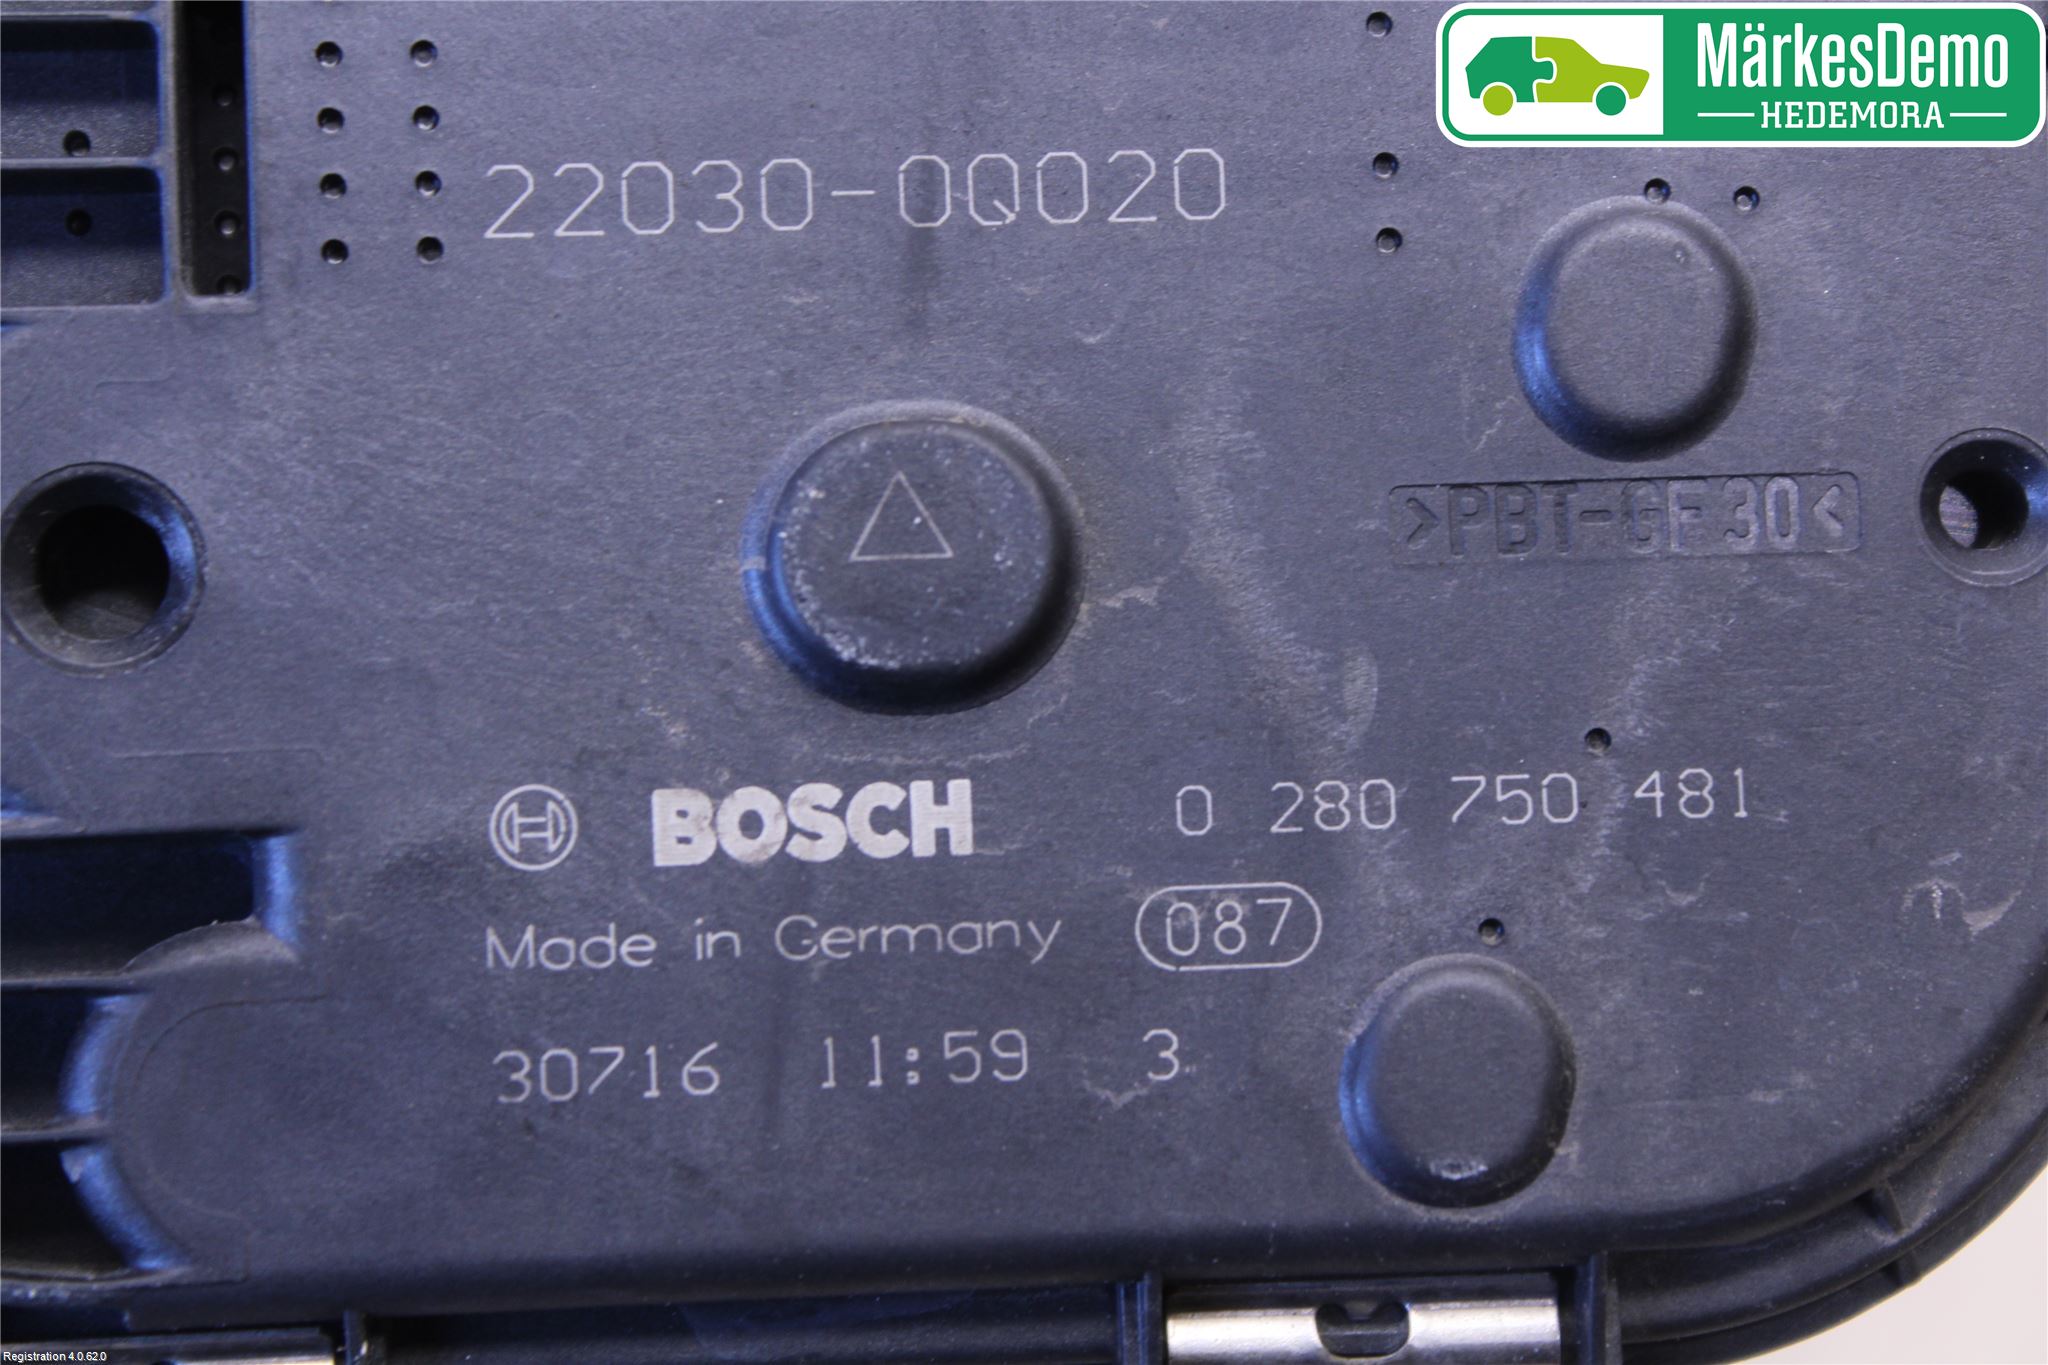 MärkesDemo
HEDEMORA
22030-0Q020
>PBT-GF30<
BOSCH 0 280 750 481
Made in Germany 087
30716 11:59 3
Registration 4.0.62.0